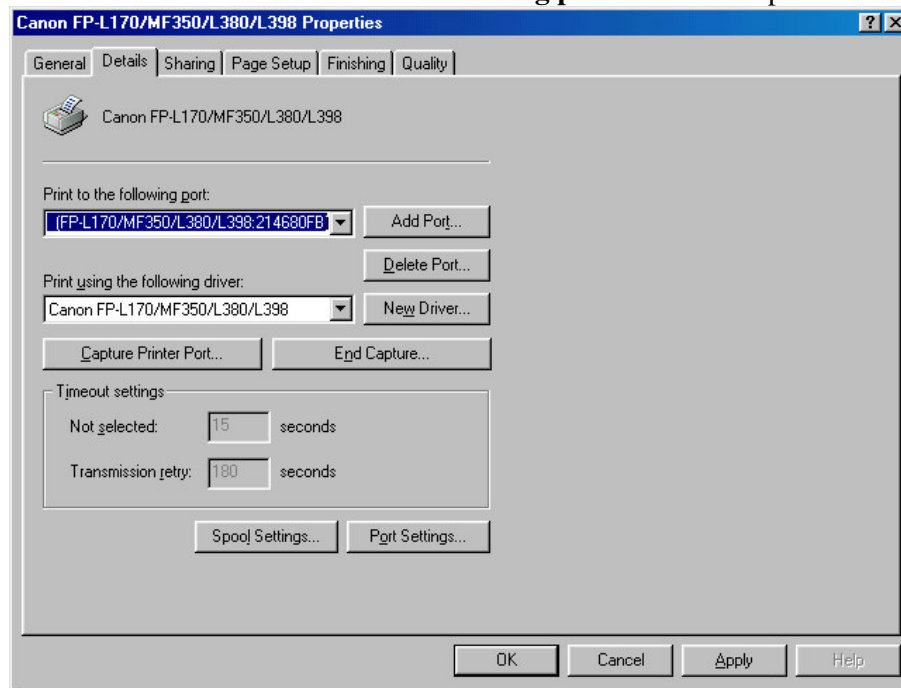 ng p
Canon FP-L170/MF350/L380/L398 Properties
General Details Sharing Page Setup Finishing Quality
Canon FP-L170/MF350/L380/L398
Print to the following port:
(FP-L170/MF350/L380/L398:214680FB) Add Port...
Delete Port...
Print using the following driver:
Canon FP-L170/MF350/L380/L398 New Driver...
Capture Printer Port... End Capture...
Timeout settings
Not selected: 15 seconds
Transmission retry: 180 seconds
Spool Settings... Port Settings...
OK Cancel Apply Help